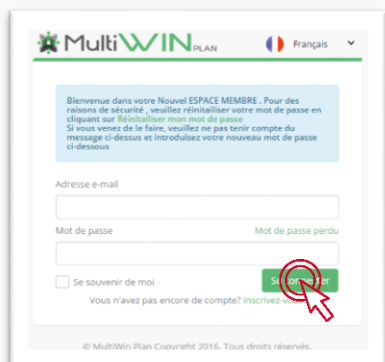 MultiWIN PLAN
Français
Bienvenue dans votre Nouvel ESPACE MEMBRE . Pour des
raisons de sécurité , veuillez réinitailiser votre mot de passe en
cliquant sur Réinitailiser mon mot de passe
Si vous venez de le faire, veuillez ne pas tenir compte du
message ci-dessus et introduisez votre nouveau mot de passe
ci-dessous
Adresse e-mail
Mot de passe
Mot de passe perdu
Se souvenir de moi
Se connecter
Vous n'avez pas encore de compte? Inscrivez-vous
© MultiWin Plan Copyright 2016. Tous droits réservés.